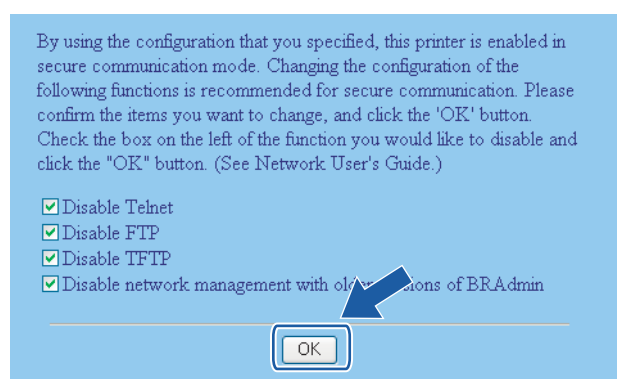 By using the configuration that you specified, this printer is enabled in
secure communication mode. Changing the configuration of the
following functions is recommended for secure communication. Please
confirm the items you want to change, and click the 'OK' button.
Check the box on the left of the function you would like to disable and
click the "OK" button. (See Network User's Guide.)
Disable Telnet
Disable FTP
Disable TFTP
Disable network management with of BRAdmin
OK